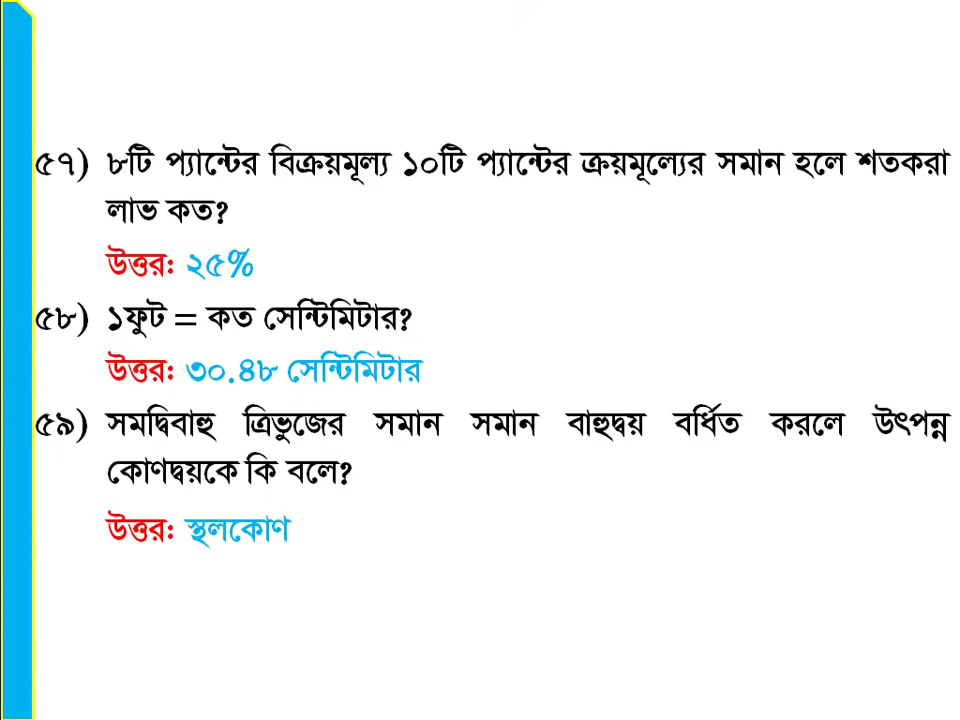 ৫৭) ৮টি প্যান্টের বিক্রয়মূল্য ১০টি প্যান্টের ক্রয়মূল্যের সমান হলে শতকরা
লাভ কত?
উত্তর: ২৫%
৫৮) ১ফুট = কত সেন্টিমিটার?
উত্তর: ৩০.৪৮ সেন্টিমিটার
৫৯) সমদ্বিবাহু ত্রিভুজের সমান সমান বাহুদ্বয় বর্ধিত করলে উৎপন্ন
কোণদ্বয়কে কি বলে?
উত্তর: স্থলকোণ